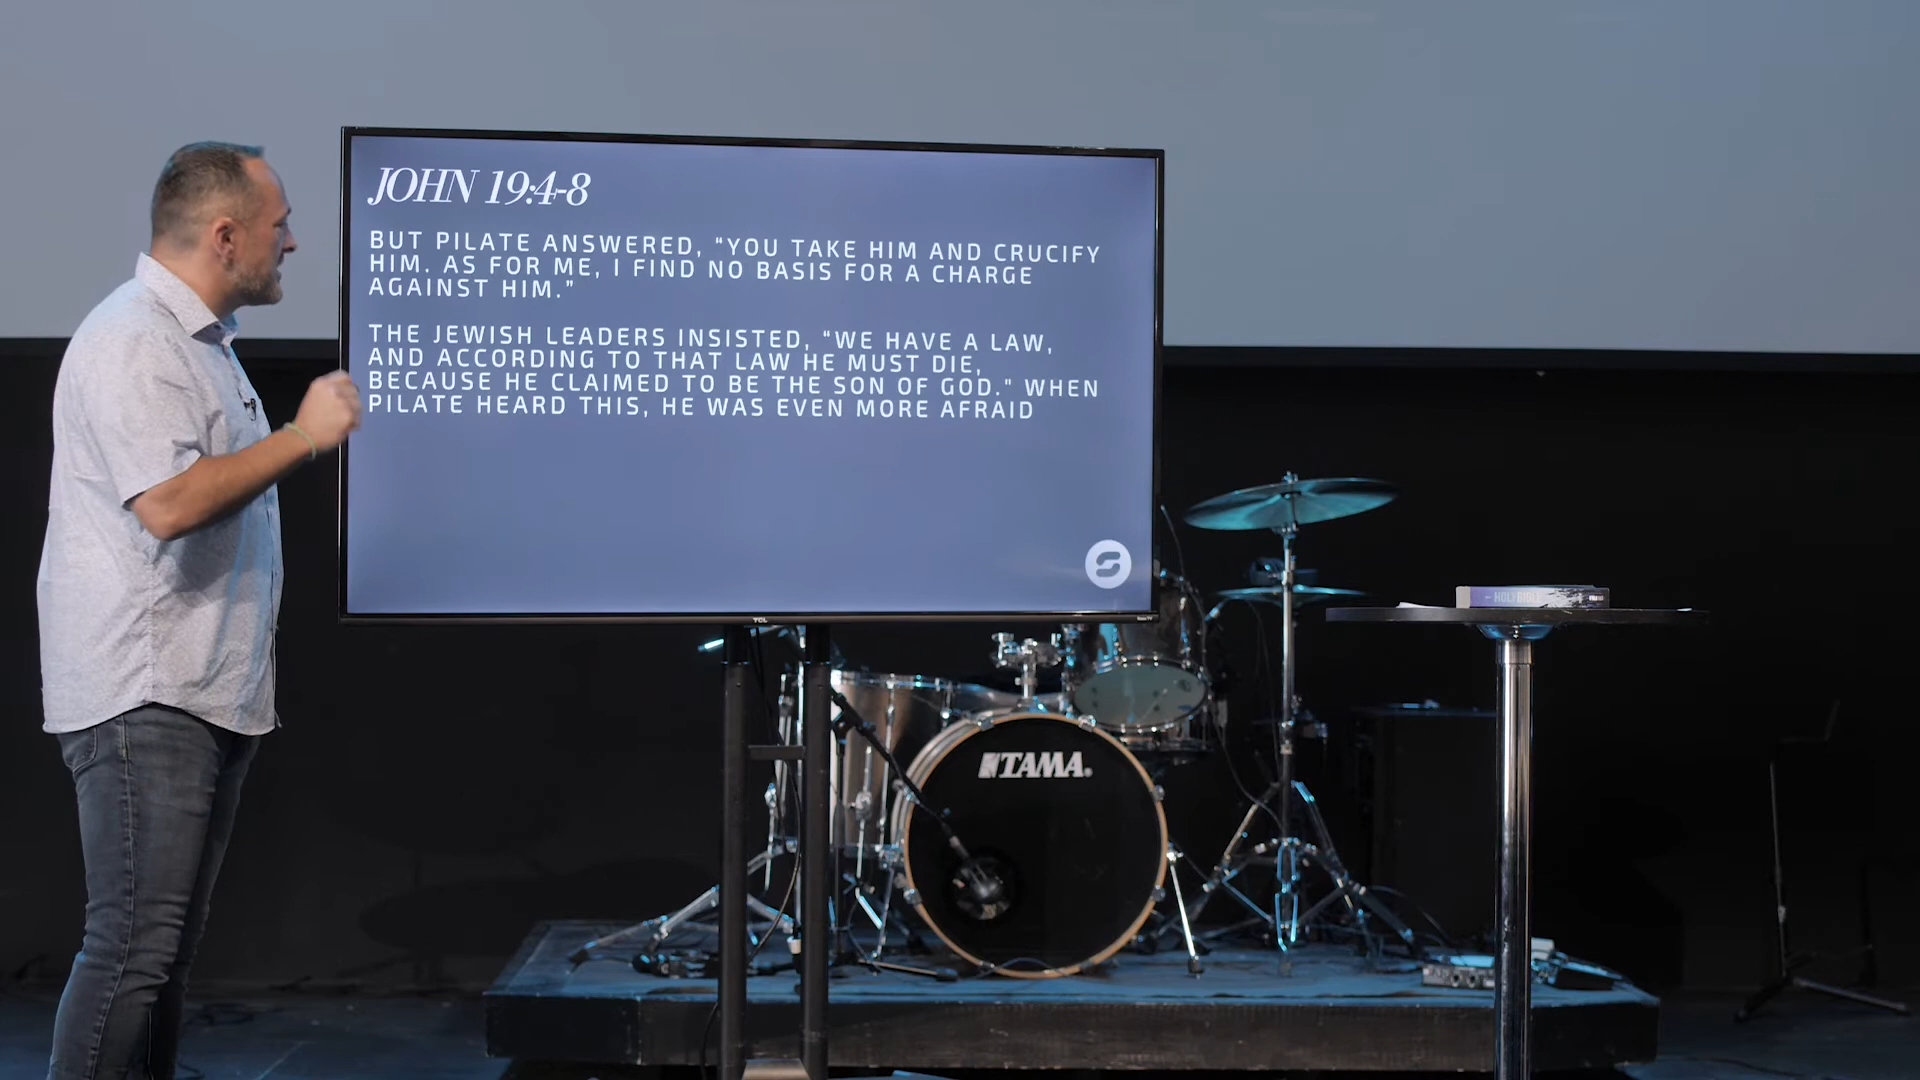 JOHN 19:4-8
BUT PILATE ANSWERED, “YOU TAKE HIM AND CRUCIFY
HIM. AS FOR ME, I FIND NO BASIS FOR A CHARGE
AGAINST HIM.”
THE JEWISH LEADERS INSISTED, “WE HAVE A LAW,
AND ACCORDING TO THAT LAW HE MUST DIE,
BECAUSE HE CLAIMED TO BE THE SON OF GOD.” WHEN
PILATE HEARD THIS, HE WAS EVEN MORE AFRAID
TCL
HOLY BIBLE
TAMA